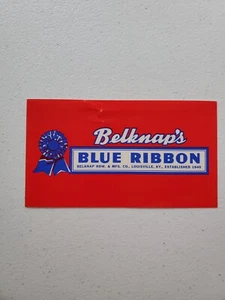 Belknap's
BLUE RIBBON
BELKNAP HDW. & MFG. CO., LOUISVILLE, KY., ESTABLISHED 1840